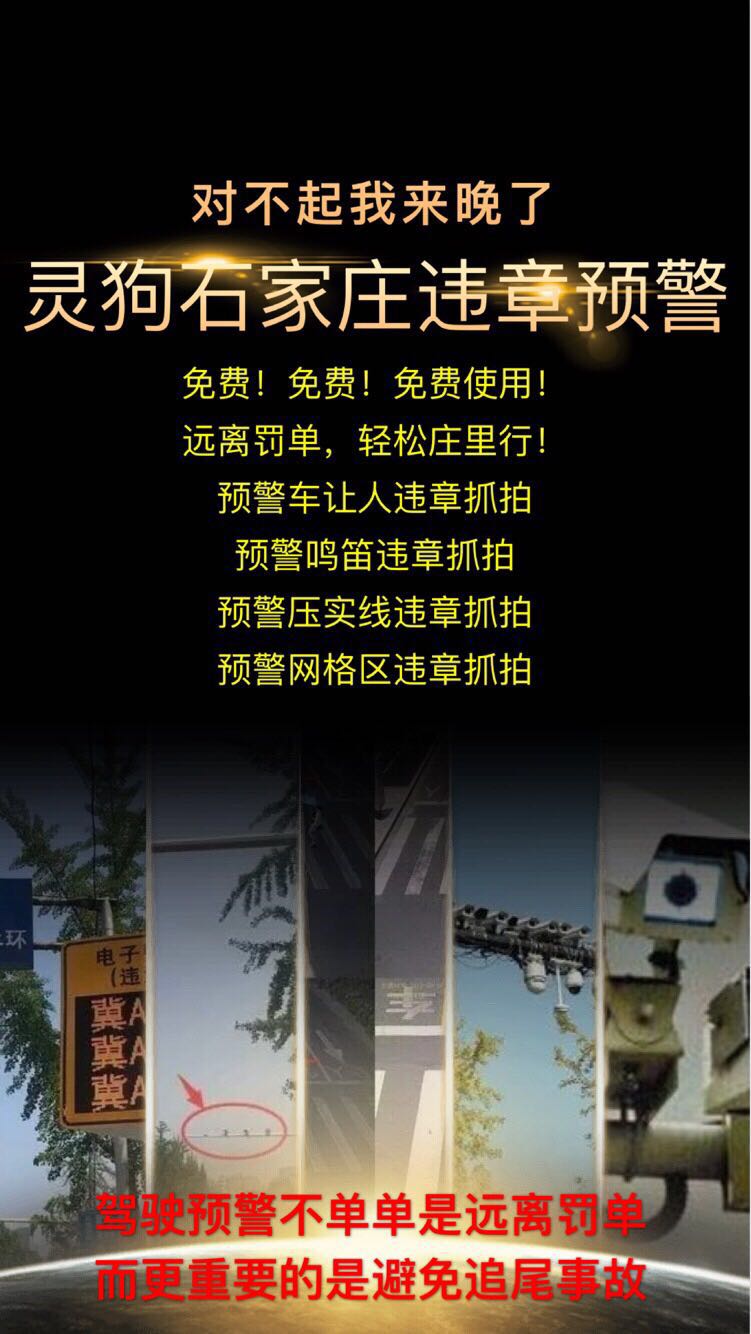 对不起我来晚了
灵狗石家庄违章预警
免费！免费！免费使用！
远离罚单，轻松庄里行！
预警车让人违章抓拍
预警鸣笛违章抓拍
预警压实线违章抓拍
预警网格区违章抓拍
环
电子
（违
冀A
冀A
冀A
驾驶预警不单单是远离罚单
而更重要的是避免追尾事故